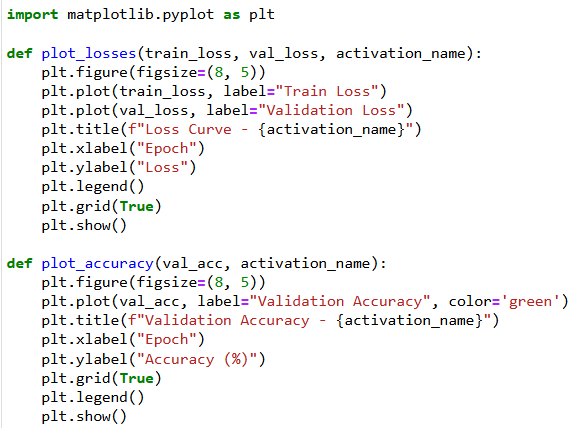 import matplotlib.pyplot as plt

def plot_losses(train_loss, val_loss, activation_name):
    plt.figure(figsize=(8, 5))
    plt.plot(train_loss, label="Train Loss")
    plt.plot(val_loss, label="Validation Loss")
    plt.title(f"Loss Curve - {activation_name}")
    plt.xlabel("Epoch")
    plt.ylabel("Loss")
    plt.legend()
    plt.grid(True)
    plt.show()

def plot_accuracy(val_acc, activation_name):
    plt.figure(figsize=(8, 5))
    plt.plot(val_acc, label="Validation Accuracy", color='green')
    plt.title(f"Validation Accuracy - {activation_name}")
    plt.xlabel("Epoch")
    plt.ylabel("Accuracy (%)")
    plt.grid(True)
    plt.legend()
    plt.show()